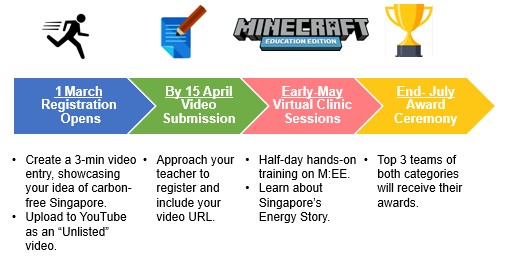 MINECRAFT
EDUCATION EDITION
1 March
Registration
Opens
By 15 April
Video
Submission
Early-May
Virtual Clinic
Sessions
End- July
Award
Ceremony
• Create a 3-min video
entry, showcasing
your idea of carbon-
free Singapore.
• Upload to YouTube
as an “Unlisted”
video.
• Approach your
teacher to
register and
include your
video URL.
• Half-day hands-on
training on M:EE.
• Learn about
Singapore’s
Energy Story.
• Top 3 teams of
both categories
will receive their
awards.